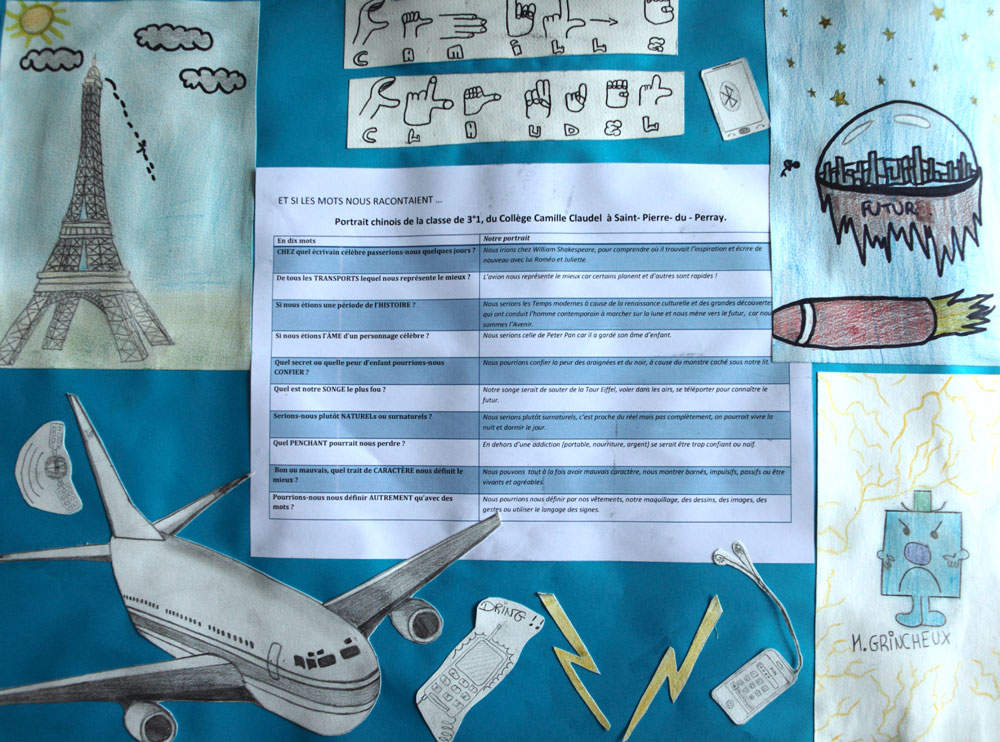 C A M i L L E
C L A U D E L
ET SI LES MOTS NOUS RACONTAIENT ...
Portrait chinois de la classe de 3°1, du Collège Camille Claudel à Saint- Pierre- du - Perray.
En dix mots
Notre portrait
CHEZ quel écrivain célèbre passerions-nous quelques jours ?
Nous irions chez William Shakespeare, pour comprendre où il trouvait l'inspiration et écrire de
nouveau avec lui Roméo et Juliette.
De tous les TRANSPORTS lequel nous représente le mieux ?
L'avion nous représente le mieux car certains planent et d'autres sont rapides !
Si nous étions une période de l'HISTOIRE ?
Nous serions les Temps modernes à cause de la renaissance culturelle et des grandes découvertes
qui ont conduit l'homme contemporain à marcher sur la lune et nous mène vers le futur, car nous
sommes l'Avenir.
Si nous étions l'ÂME d'un personnage célèbre ?
Nous serions celle de Peter Pan car il a gardé son âme d'enfant.
Quel secret ou quelle peur d'enfant pourrions-nous
CONFIER ?
Nous pourrions confier la peur des araignées et du noir, à cause du monstre caché sous notre lit.
Quel est notre SONGE le plus fou ?
Notre songe serait de sauter de la Tour Eiffel, voler dans les airs, se téléporter pour connaître le
futur.
Serions-nous plutôt NATURELs ou surnaturels ?
Nous serions plutôt surnaturels, c'est proche du réel mais pas complètement, on pourrait vivre la
nuit et dormir le jour.
Quel PENCHANT pourrait nous perdre ?
En dehors d'une addiction (portable, nourriture, argent) se serait être trop confiant ou naïf.
Bon ou mauvais, quel trait de CARACTÈRE nous définit le
mieux ?
Nous pouvons tout à la fois avoir mauvais caractère, nous montrer bornés, impulsifs, passifs ou être
vivants et agréables.
Pourrions-nous nous définir AUTREMENT qu'avec des
mots ?
Nous pourrions nous définir par nos vêtements, notre maquillage, des dessins, des images, des
gestes ou utiliser le langage des signes.
FUTUR
DRING !!
M. GRINCHEUX